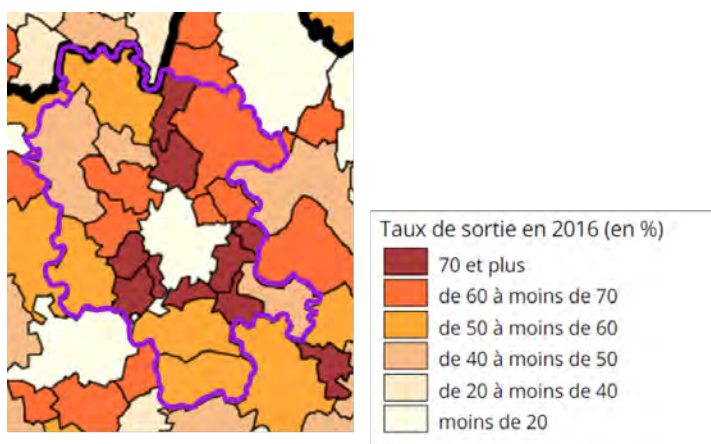 Taux de sortie en 2016 (en %)
70 et plus
de 60 à moins de 70
de 50 à moins de 60
de 40 à moins de 50
de 20 à moins de 40
moins de 20